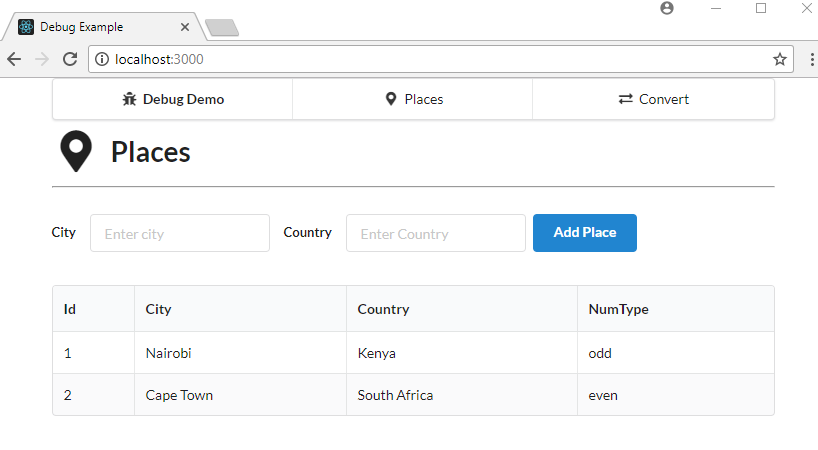 Debug Example
localhost:3000
Debug Demo Places Convert
Places
City Enter city Country Enter Country Add Place
Id City Country NumType
1 Nairobi Kenya odd
2 Cape Town South Africa even